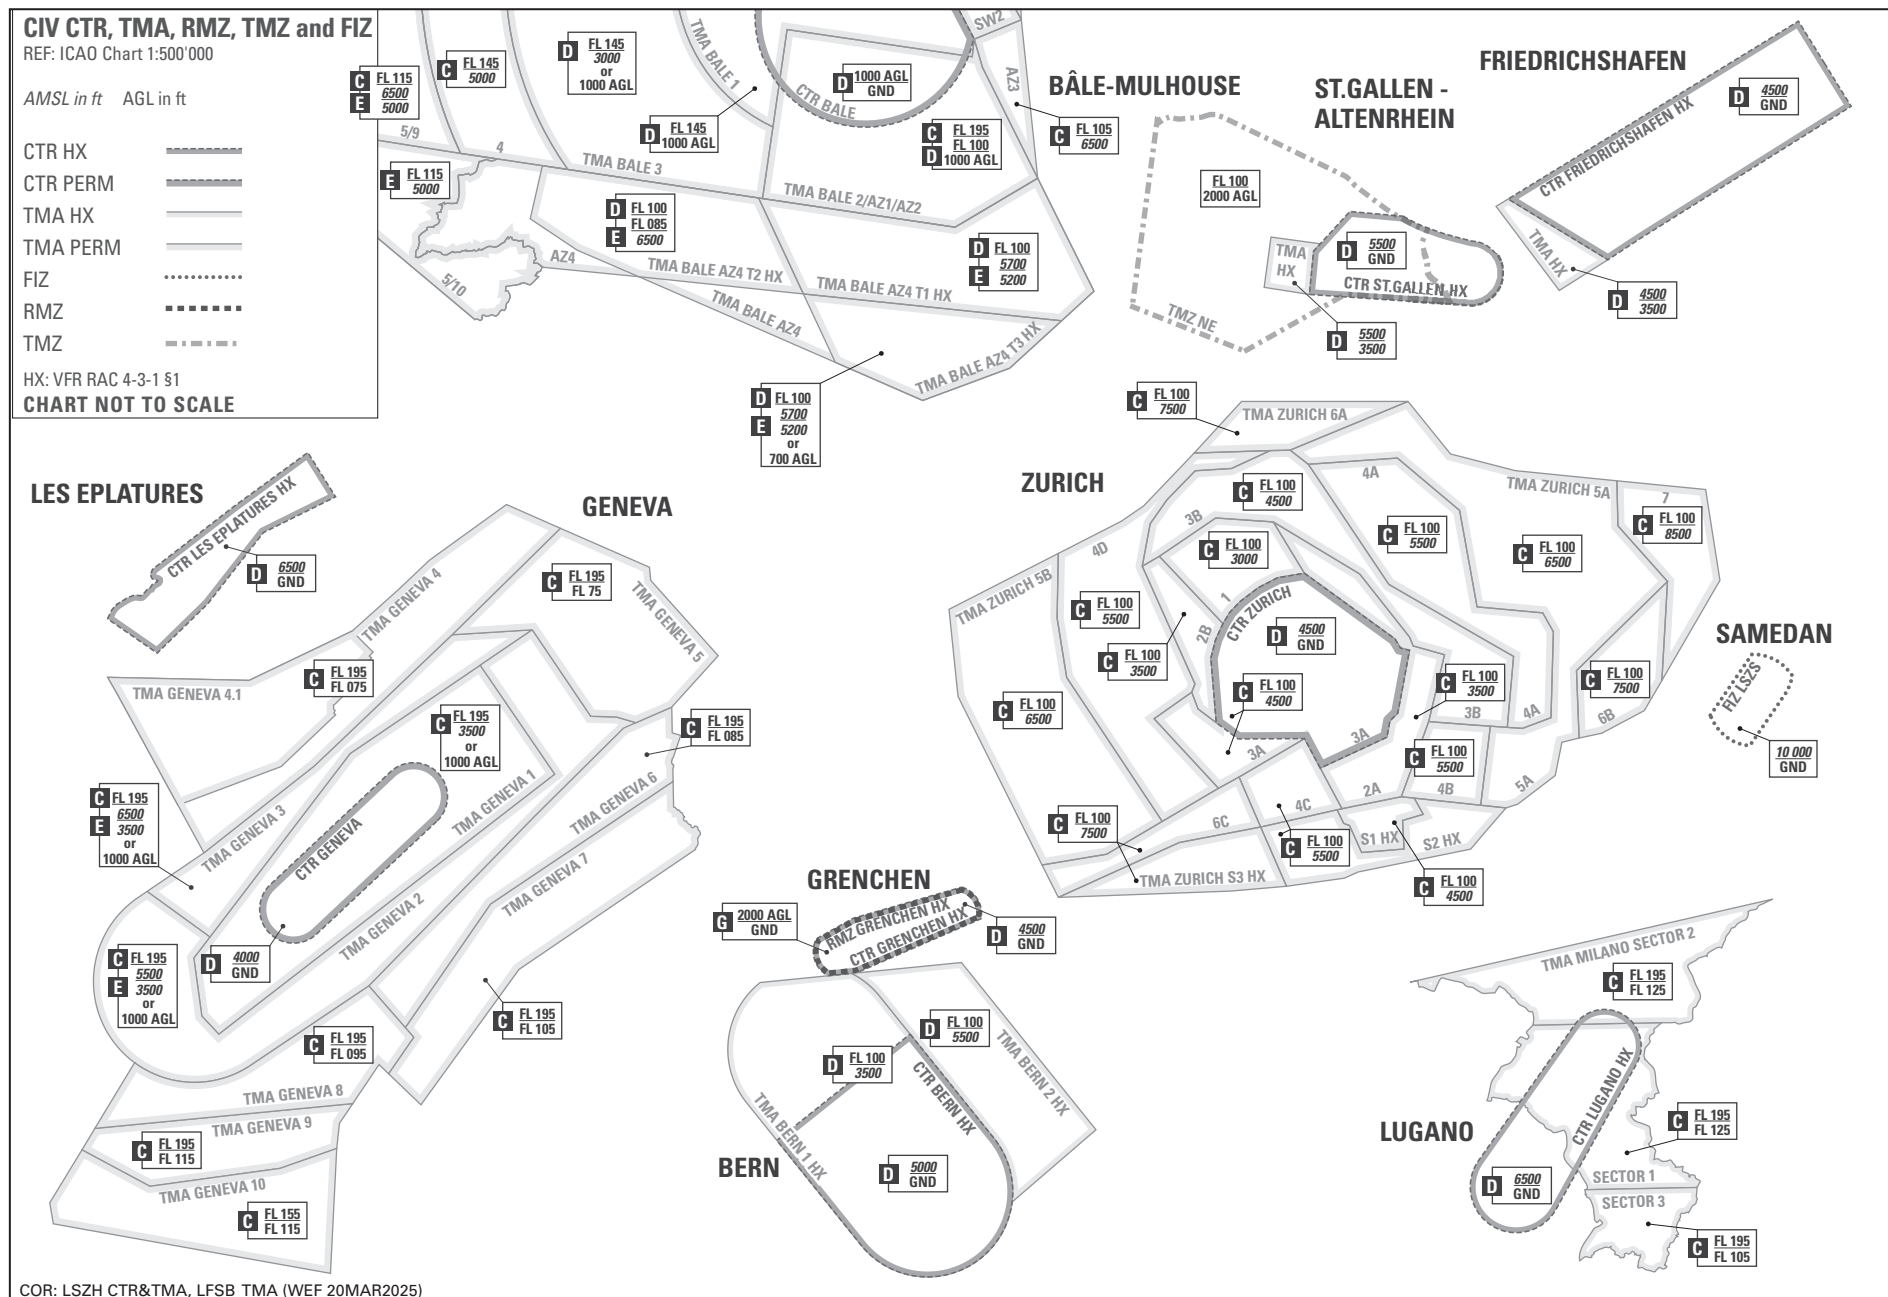 CIV CTR, TMA, RMZ, TMZ and FIZ
REF: ICAO Chart 1:500'000
AMSL in ft AGL in ft
CTR HX
CTR PERM
TMA HX
TMA PERM
FIZ
RMZ
TMZ
HX: VFR RAC 4-3-1 §1
CHART NOT TO SCALE
C FL 115
6500
E 5000
C FL 145
5000
D FL 145
3000
or
1000 AGL
TMA BALE 1
D FL 145
1000 AGL
D 1000 AGL
GND
CTR BALE
SW2
AZ3
C FL 195
FL 100
D 1000 AGL
C FL 105
6500
BÂLE-MULHOUSE
5/9
4
TMA BALE 3
TMA BALE 2/AZ1/AZ2
E FL 115
5000
5/10
D FL 100
FL 085
E 6500
AZ4
TMA BALE AZ4 T2 HX
TMA BALE AZ4 T1 HX
TMA BALE AZ4
TMA BALE AZ4 T3 HX
D FL 100
5700
E 5200
D FL 100
5700
E 5200
or
700 AGL
ST.GALLEN -
ALTENRHEIN
FL 100
2000 AGL
TMZ NE
TMA
HX
D 5500
GND
CTR ST.GALLEN HX
D 5500
3500
FRIEDRICHSHAFEN
D 4500
GND
CTR FRIEDRICHSHAFEN HX
TMA HX
D 4500
3500
LES EPLATURES
CTR LES EPLATURES HX
D 6500
GND
GENEVA
TMA GENEVA 4
C FL 195
FL 75
TMA GENEVA 5
TMA GENEVA 4.1
C FL 195
FL 075
C FL 195
3500
or
1000 AGL
C FL 195
FL 085
C FL 195
6500
E 3500
or
1000 AGL
TMA GENEVA 3
CTR GENEVA
TMA GENEVA 1
TMA GENEVA 6
TMA GENEVA 2
TMA GENEVA 7
D 4000
GND
C FL 195
5500
E 3500
or
1000 AGL
C FL 195
FL 095
C FL 195
FL 105
TMA GENEVA 8
TMA GENEVA 9
C FL 195
FL 115
TMA GENEVA 10
C FL 155
FL 115
ZURICH
C FL 100
7500
TMA ZURICH 6A
4A
TMA ZURICH 5A
7
C FL 100
4500
3B
C FL 100
3000
C FL 100
5500
C FL 100
6500
C FL 100
8500
4D
TMA ZURICH 5B
C FL 100
5500
C FL 100
3500
1
2B
CTR ZURICH
D 4500
GND
C FL 100
4500
C FL 100
6500
C FL 100
3500
C FL 100
7500
3B
4A
6B
3A
3A
C FL 100
5500
2A
4B
5A
4C
6C
C FL 100
7500
C FL 100
5500
S1 HX
S2 HX
TMA ZURICH S3 HX
C FL 100
4500
SAMEDAN
FIZ LSZS
10 000
GND
GRENCHEN
G 2000 AGL
GND
RMZ GRENCHEN HX
CTR GRENCHEN HX
D 4500
GND
D FL 100
5500
D FL 100
3500
TMA BERN 2 HX
CTR BERN HX
TMA BERN 1 HX
BERN
D 5000
GND
TMA MILANO SECTOR 2
C FL 195
FL 125
CTR LUGANO HX
LUGANO
C FL 195
FL 125
D 6500
GND
SECTOR 1
SECTOR 3
C FL 195
FL 105
COR: LSZH CTR&TMA, LFSB TMA (WEF 20MAR2025)